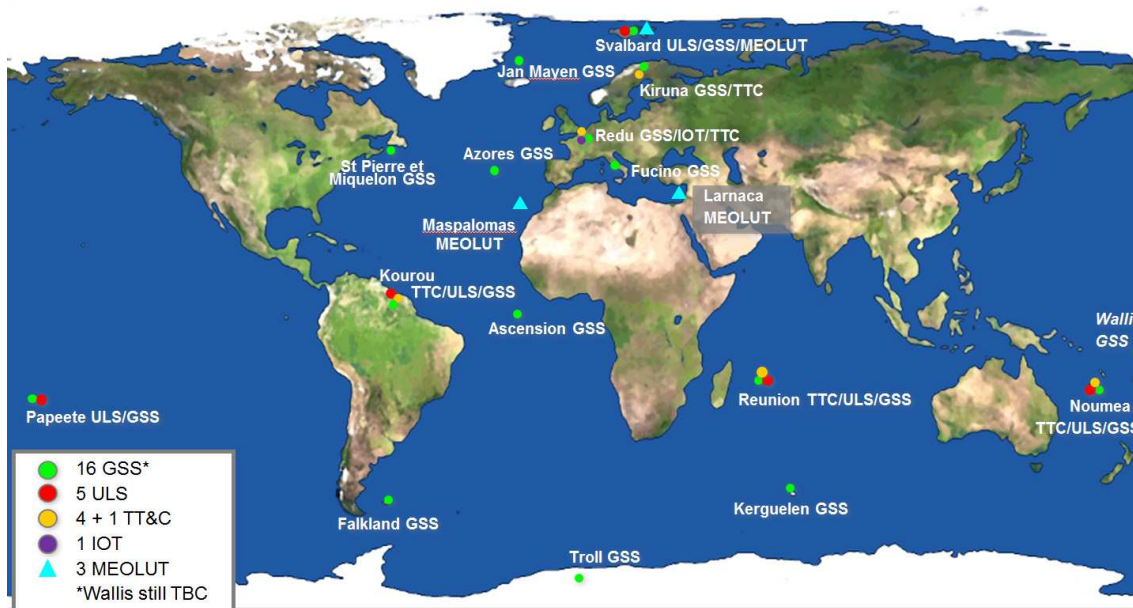 Svalbard ULS/GSS/MEOLUT
Jan Mayen GSS
Kiruna GSS/TTC
Redu GSS/IOT/TTC
Azores GSS
St Pierre et
Miquelon GSS
Fucino GSS
Larnaca
MEOLUT
Maspalomas
MEOLUT
Kourou
TTC/ULS/GSS
Ascension GSS
Wallis
GSS
Reunion TTC/ULS/GSS
Noumea
TTC/ULS/GSS
Papeete ULS/GSS
Kerguelen GSS
Falkland GSS
Troll GSS
16 GSS*
5 ULS
4 + 1 TT&C
1 IOT
3 MEOLUT
*Wallis still TBC